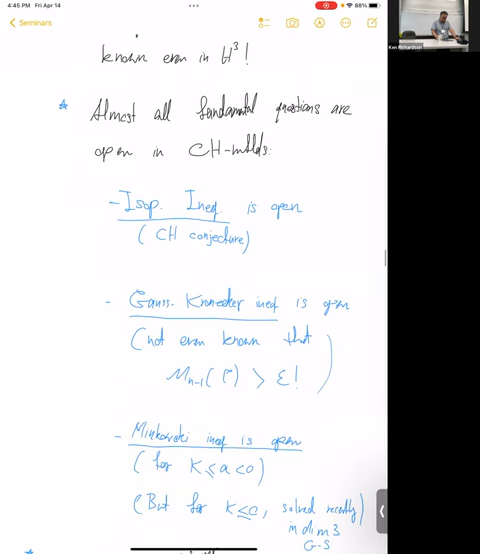 4:45 PM Fri Apr 14
88%
Seminars
Ken Richardson
known even in H³!
* Almost all fundamental questions are
open in CH-mflds:
- Isop. Ineq. is open
(CH conjecture)
- Gauss-Kronecker ineq is open
(not even known that
Mn-1(Γ) > ε!)
- Minkowski ineq is open
(for K ≤ a < 0)
(But for K ≤ 0, solved recently)
in dim 3
G-S